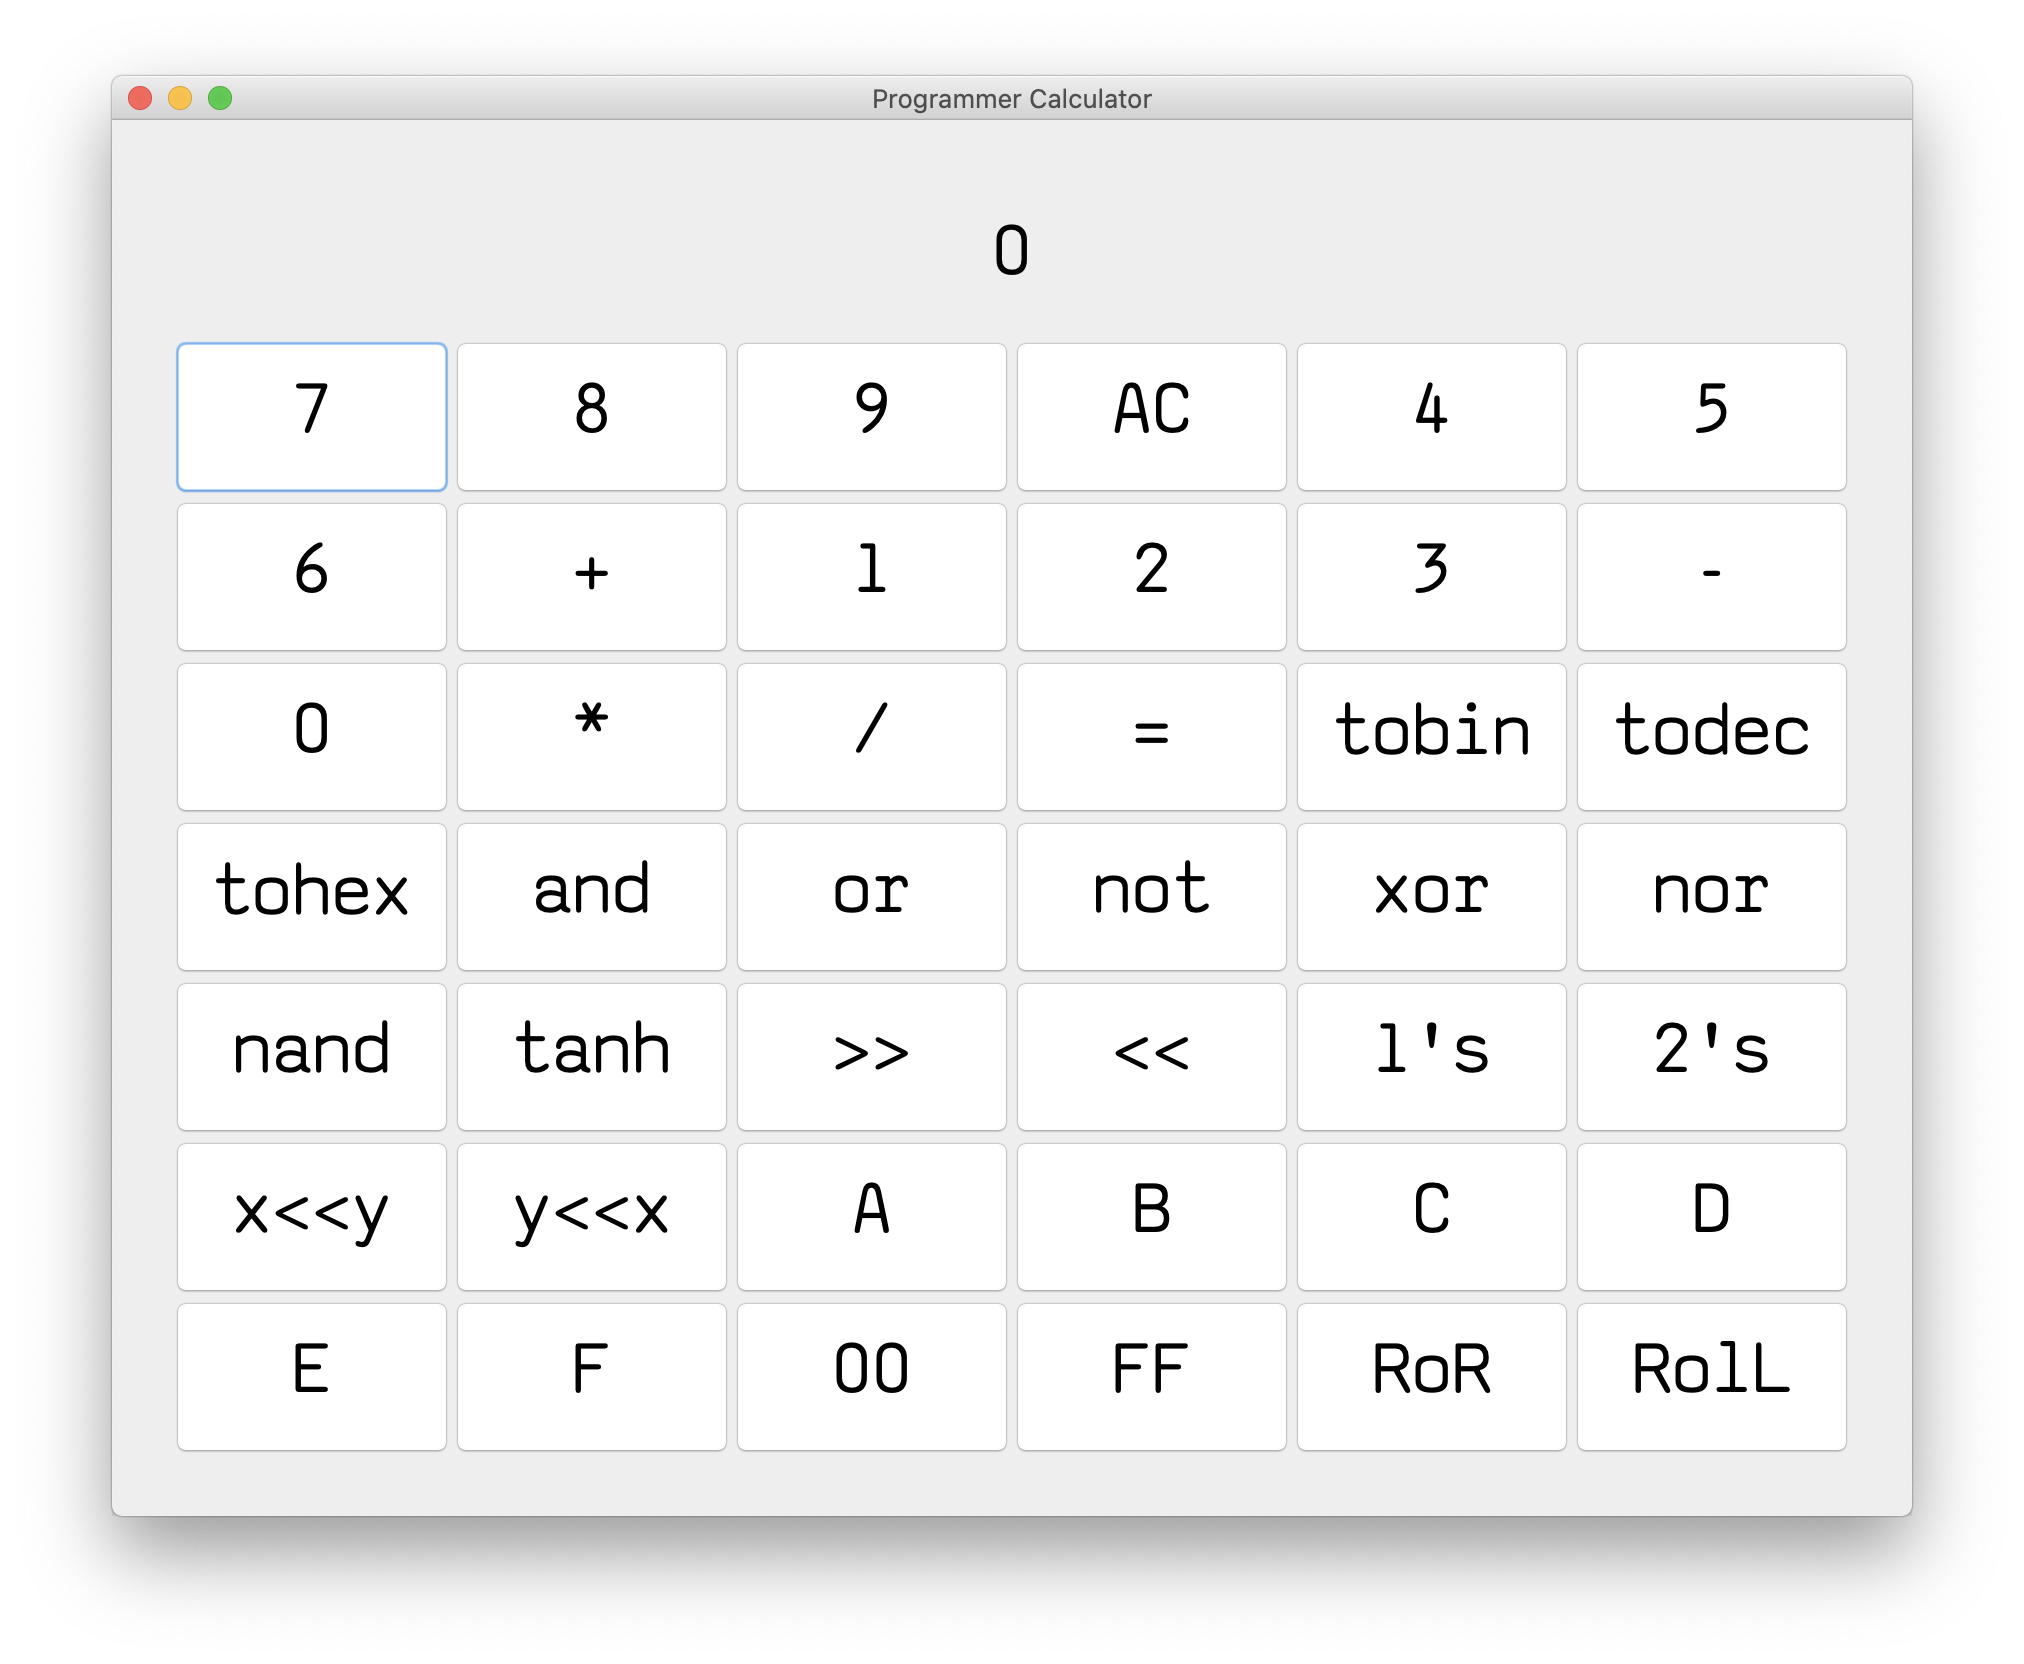 Programmer Calculator
0
7 8 9 AC 4 5
6 + 1 2 3 -
0 * / = tobin todec
tohex and or not xor nor
nand tanh >> << 1's 2's
x<<y y<<x A B C D
E F 00 FF RoR RolL